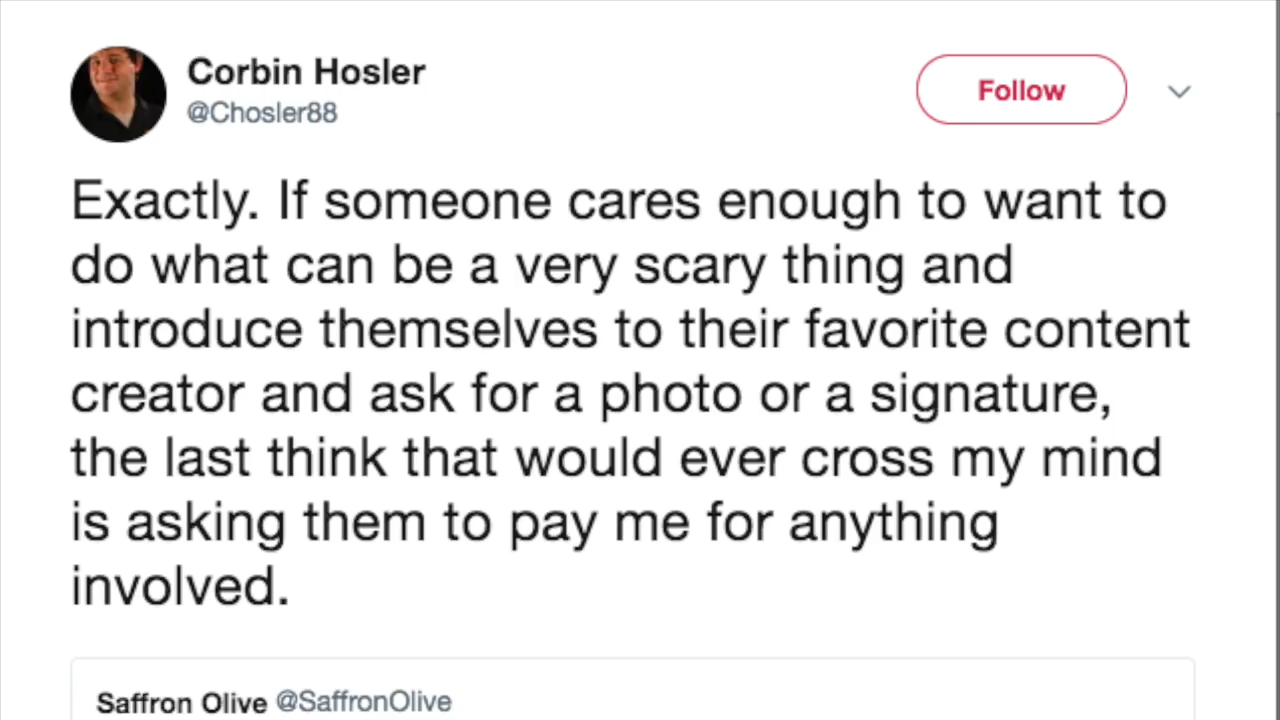 Corbin Hosler
@Chosler88
Follow
Exactly. If someone cares enough to want to
do what can be a very scary thing and
introduce themselves to their favorite content
creator and ask for a photo or a signature,
the last think that would ever cross my mind
is asking them to pay me for anything
involved.
Saffron Olive @SaffronOlive